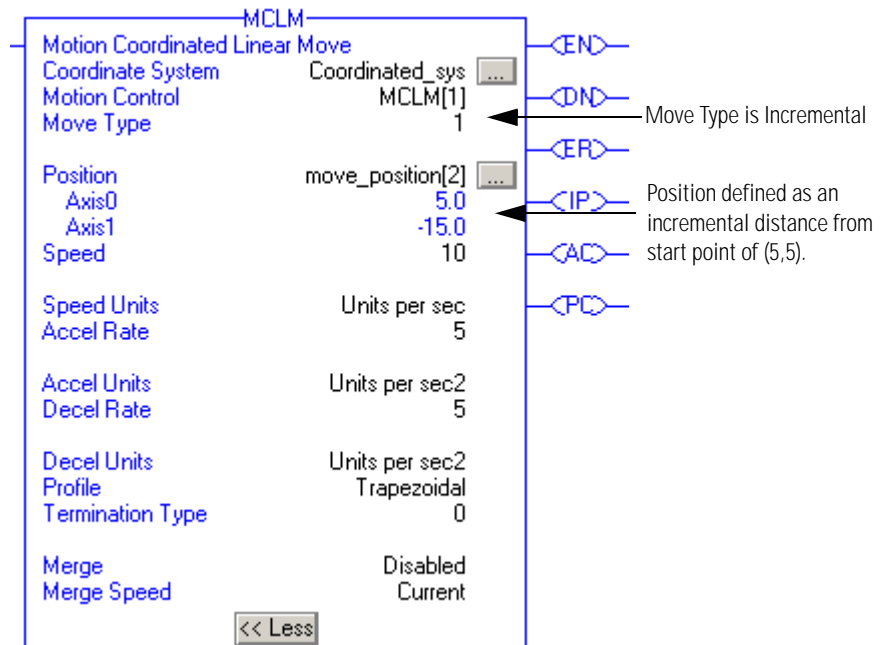 MCLM
Motion Coordinated Linear Move
EN
Coordinate System Coordinated_sys ...
Motion Control MCLM[1]
DN
Move Type 1
Move Type is Incremental
ER
Position move_position[2] ...
IP
Axis0 5.0
Axis1 -15.0
Position defined as an
incremental distance from
start point of (5,5).
Speed 10
AC
Speed Units Units per sec
PC
Accel Rate 5
Accel Units Units per sec2
Decel Rate 5
Decel Units Units per sec2
Profile Trapezoidal
Termination Type 0
Merge Disabled
Merge Speed Current
<< Less